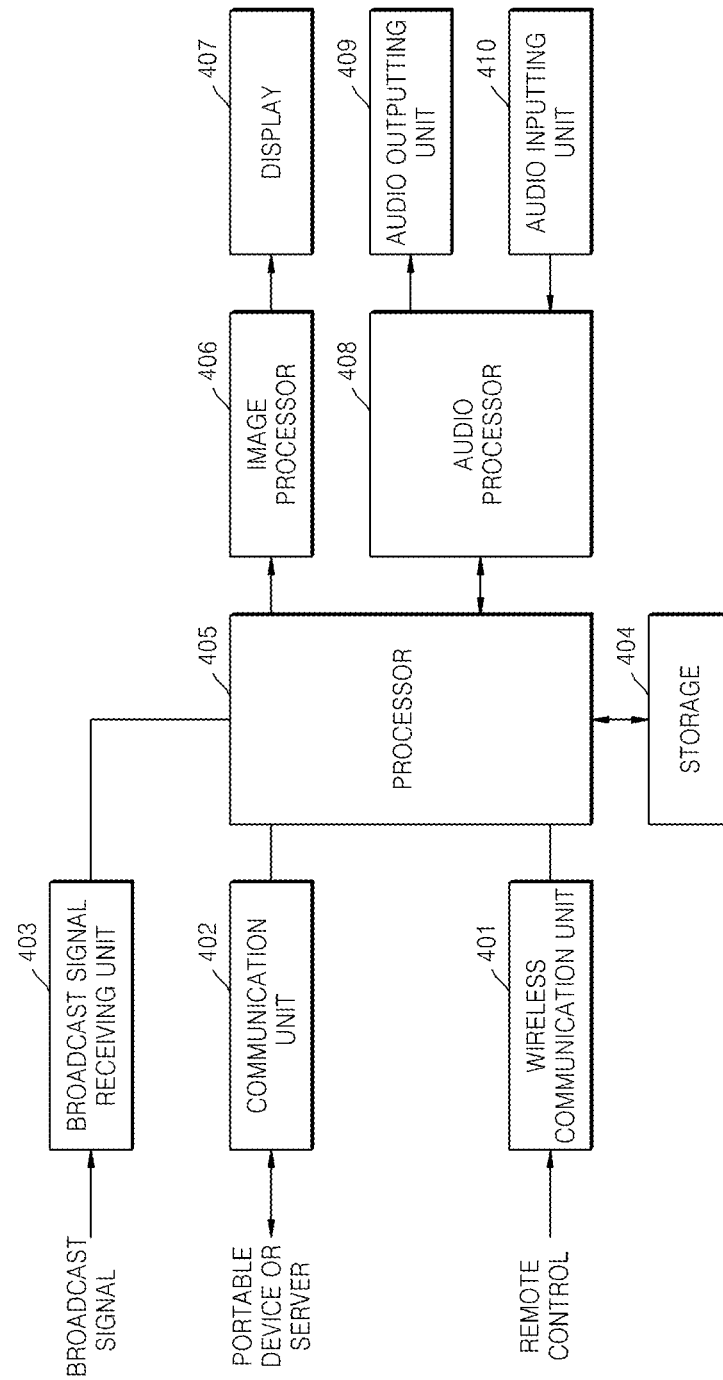 BROADCAST
SIGNAL
403
BROADCAST SIGNAL
RECEIVING UNIT
PORTABLE
DEVICE OR
SERVER
402
COMMUNICATION
UNIT
REMOTE
CONTROL
401
WIRELESS
COMMUNICATION UNIT
405
PROCESSOR
404
STORAGE
406
IMAGE
PROCESSOR
407
DISPLAY
408
AUDIO
PROCESSOR
409
AUDIO OUTPUTTING
UNIT
410
AUDIO INPUTTING
UNIT